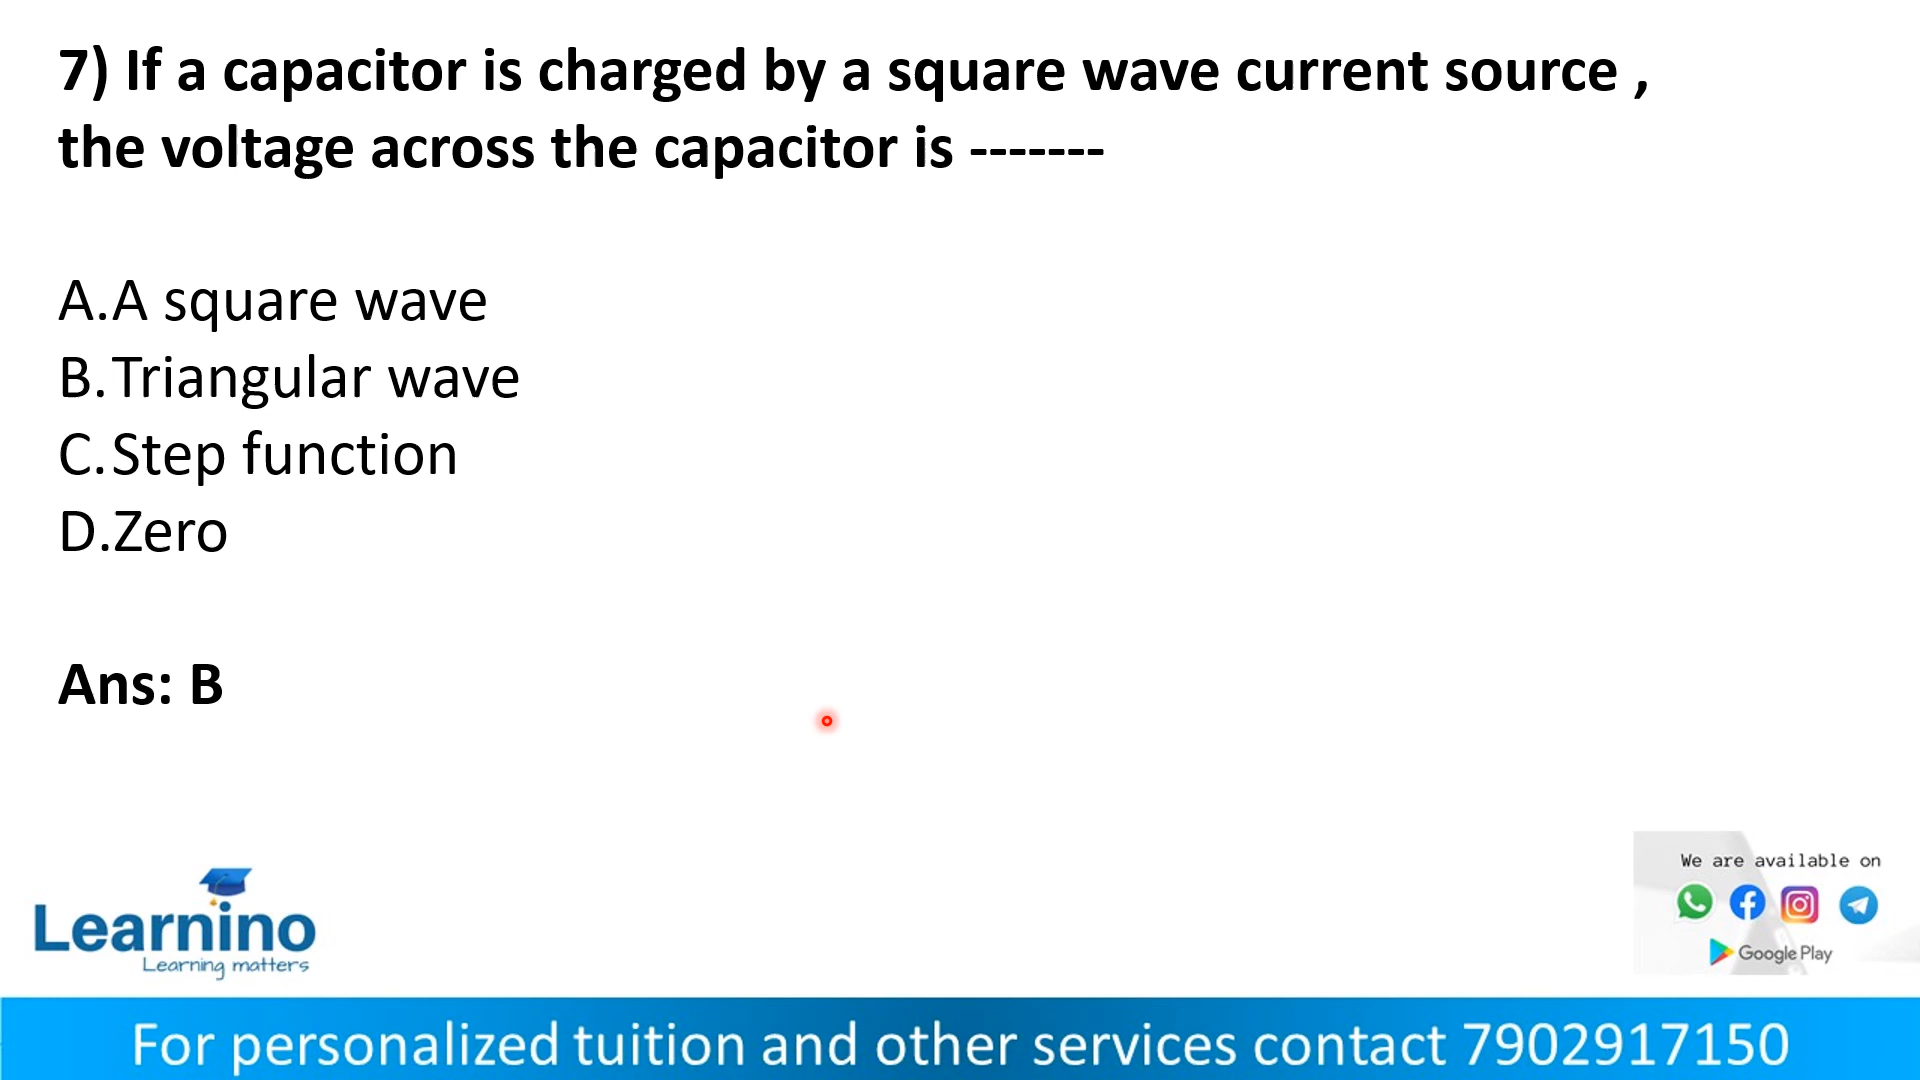 7) If a capacitor is charged by a square wave current source ,
the voltage across the capacitor is -------
A.A square wave
B.Triangular wave
C.Step function
D.Zero
Ans: B
Learnino
Learning matters
We are available on
Google Play
For personalized tuition and other services contact 7902917150